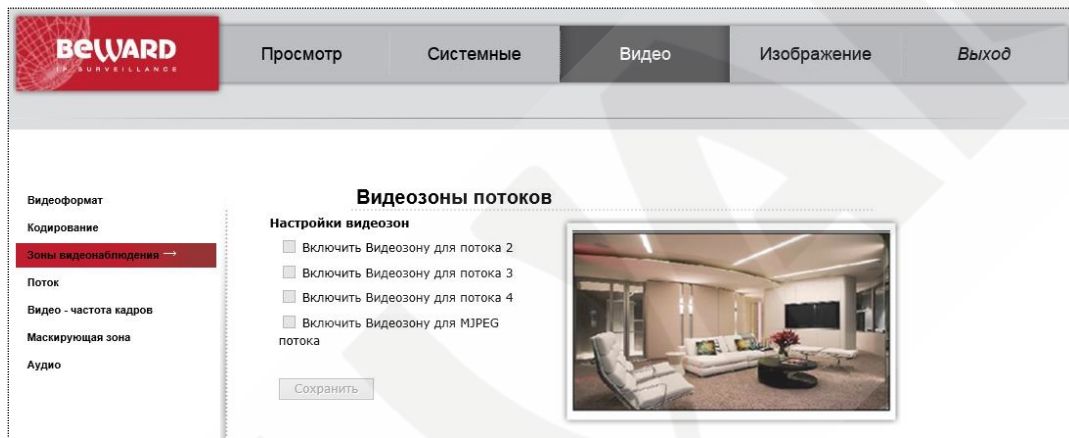 BEWARD
IP SURVEILLANCE
Просмотр
Системные
Видео
Изображение
Выход
Видеоформат
Кодирование
Зоны видеонаблюдения →
Поток
Видео - частота кадров
Маскирующая зона
Аудио
Видеозоны потоков
Настройки видеозон
Включить Видеозону для потока 2
Включить Видеозону для потока 3
Включить Видеозону для потока 4
Включить Видеозону для MJPEG
потока
Сохранить